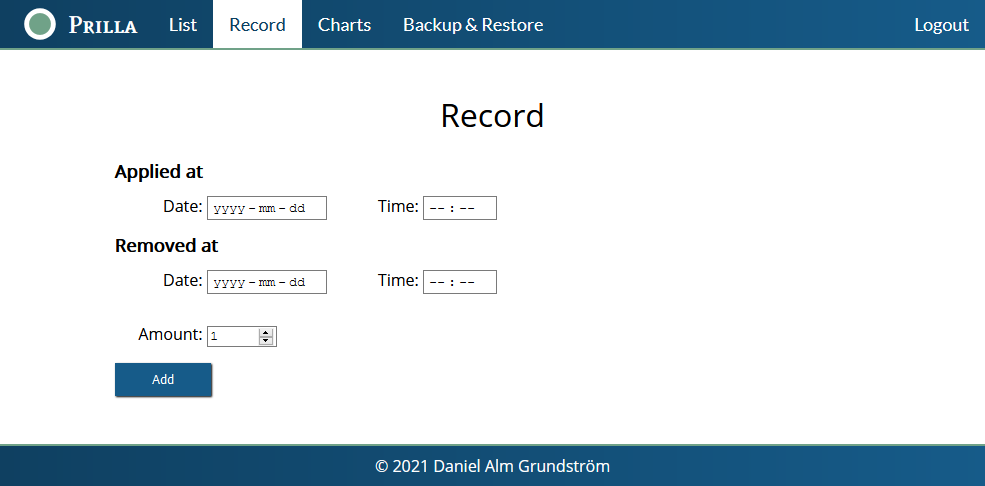 PRILLA List Record Charts Backup & Restore Logout
Record
Applied at
Date: yyyy-mm-dd Time: --:--
Removed at
Date: yyyy-mm-dd Time: --:--
Amount: 1
Add
© 2021 Daniel Alm Grundström